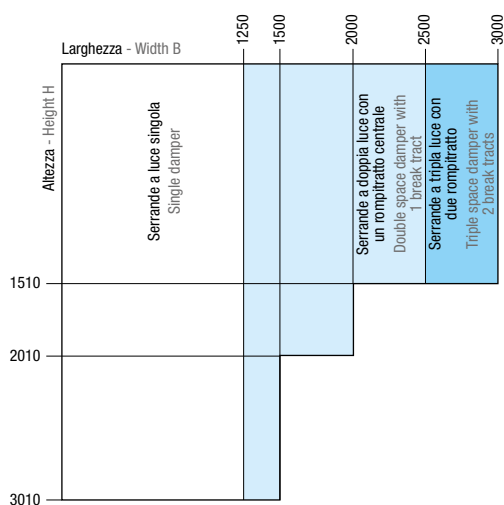 1250
1500
2000
2500
3000
Larghezza - Width B
Altezza - Height H
Serrande a luce singola
Single damper
Serrande a doppia luce con
un rompitratto centrale
Double space damper with
1 break tract
Serrande a tripla luce con
due rompitratto
Triple space damper with
2 break tracts
1510
2010
3010